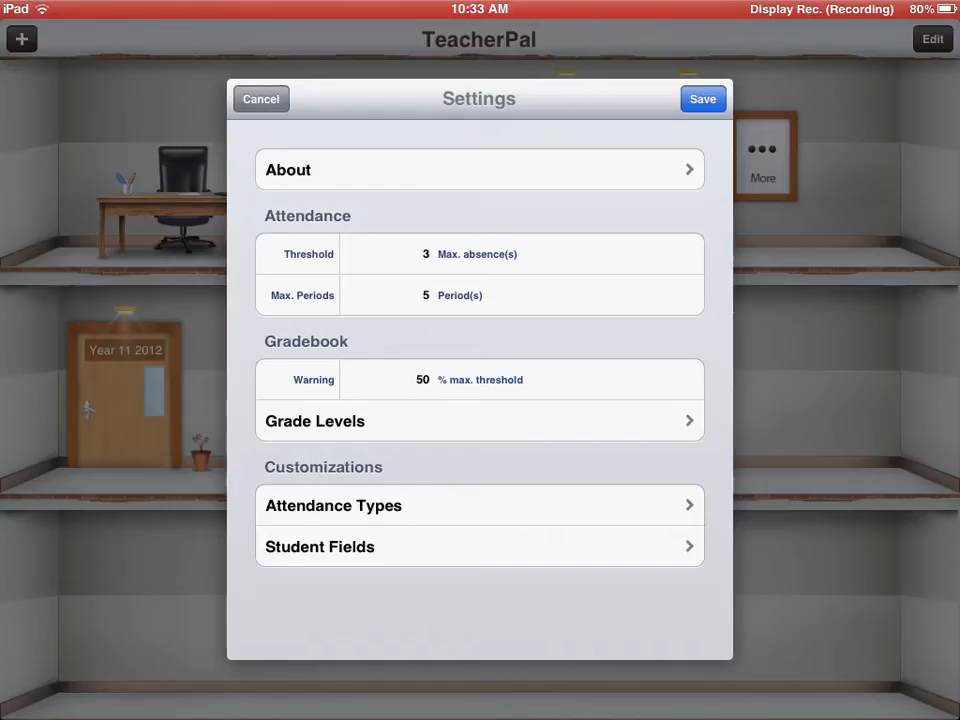 iPad 10:33 AM Display Rec. (Recording) 80%
+ TeacherPal Edit
Cancel Settings Save
About
Attendance
Threshold 3 Max. absence(s)
Max. Periods 5 Period(s)
Gradebook
Warning 50 % max. threshold
Grade Levels
Customizations
Attendance Types
Student Fields
More
Year 11 2012